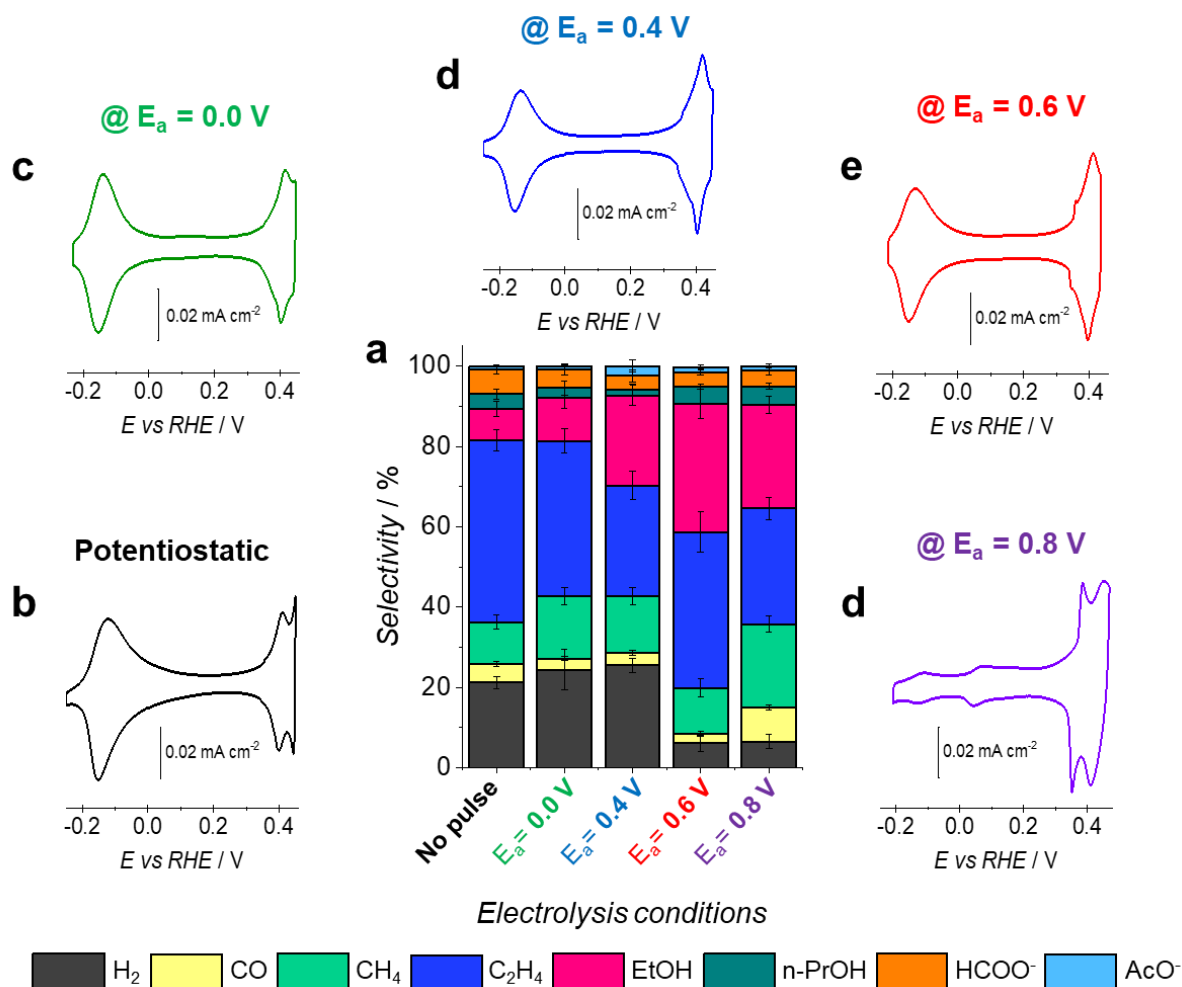 @ Eₐ = 0.4 V
d
0.02 mA cm⁻²
0.0 0.2 0.4
-0.2
E vs RHE / V
@ Eₐ = 0.0 V
c
0.02 mA cm⁻²
-0.2 0.0 0.2 0.4
E vs RHE / V
@ Eₐ = 0.6 V
e
0.02 mA cm⁻²
-0.2 0.0 0.2 0.4
E vs RHE / V
a
100
80
60
40
20
0
Selectivity / %
No pulse
Eₐ= 0.0 V
Eₐ= 0.4 V
Eₐ= 0.6 V
Eₐ= 0.8 V
Electrolysis conditions
Potentiostatic
b
0.02 mA cm⁻²
-0.2 0.0 0.2 0.4
E vs RHE / V
@ Eₐ = 0.8 V
d
0.02 mA cm⁻²
-0.2 0.0 0.2 0.4
E vs RHE / V
H₂ CO CH₄ C₂H₄ EtOH n-PrOH HCOO⁻ AcO⁻